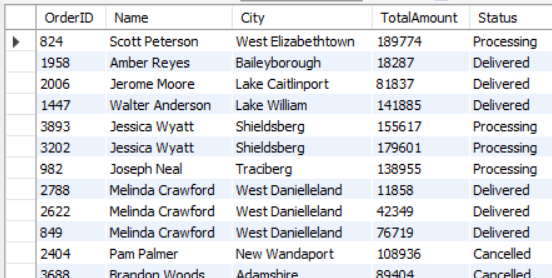 OrderID Name City TotalAmount Status
824 Scott Peterson West Elizabethtown 189774 Processing
1958 Amber Reyes Baileyborough 18287 Delivered
2006 Jerome Moore Lake Caitlinport 81837 Delivered
1447 Walter Anderson Lake William 141885 Delivered
3893 Jessica Wyatt Shieldsberg 155617 Processing
3202 Jessica Wyatt Shieldsberg 179601 Processing
982 Joseph Neal Traciberg 138955 Processing
2788 Melinda Crawford West Danielleland 11858 Delivered
2622 Melinda Crawford West Danielleland 42349 Delivered
849 Melinda Crawford West Danielleland 76719 Delivered
2404 Pam Palmer New Wandaport 108936 Cancelled
3688 Brandon Woods Adamshire 89404 Cancelled